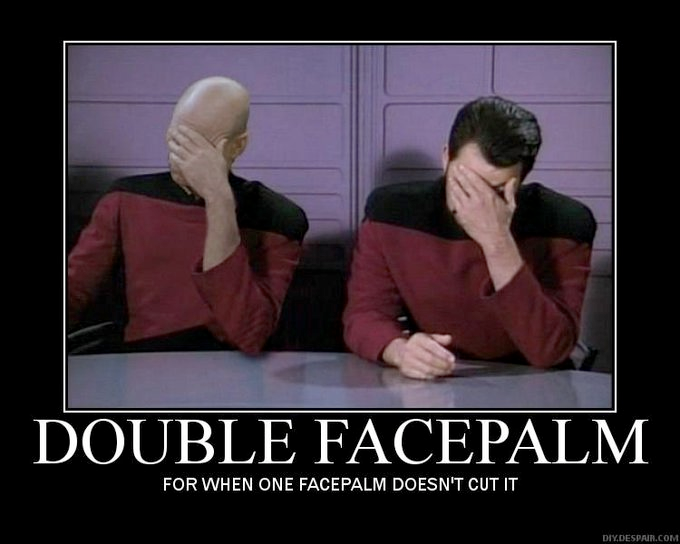 DOUBLE FACEPALM
FOR WHEN ONE FACEPALM DOESN'T CUT IT
DIY.DESPAIR.COM